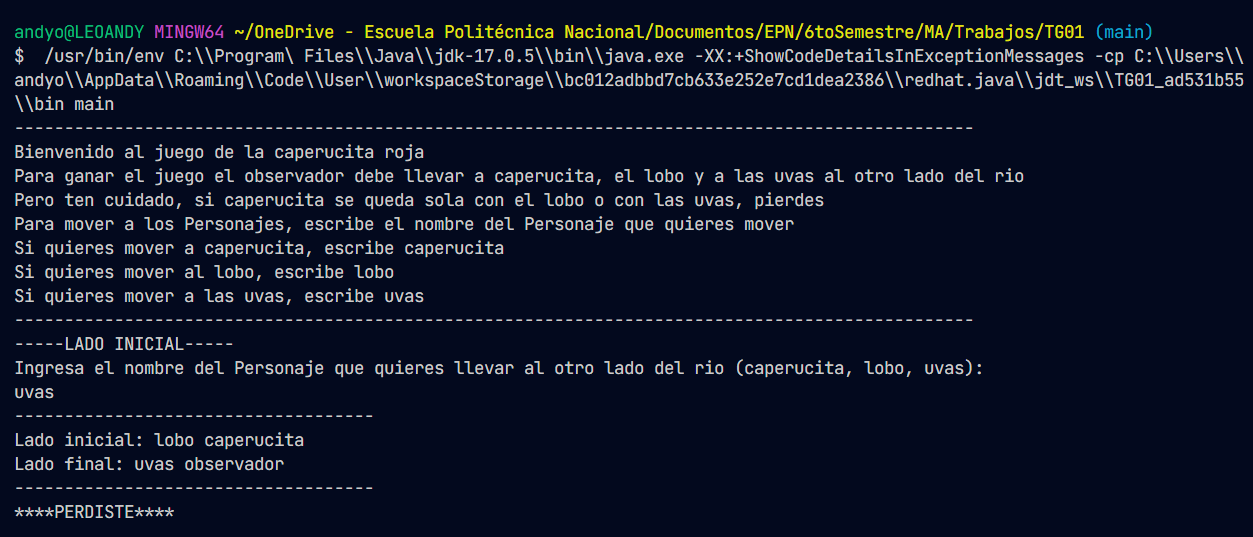 andyo@LEOANDY MINGW64 ~/OneDrive - Escuela Politécnica Nacional/Documentos/EPN/6toSemestre/MA/Trabajos/TG01 (main)
$  /usr/bin/env C:\\Program\ Files\\Java\\jdk-17.0.5\\bin\\java.exe -XX:+ShowCodeDetailsInExceptionMessages -cp C:\\Users\\
andyo\\AppData\\Roaming\\Code\\User\\workspaceStorage\\bc012adbbd7cb633e252e7cd1dea2386\\redhat.java\\jdt_ws\\TG01_ad531b55
\\bin main
------------------------------------------------------------------------------------------------
Bienvenido al juego de la caperucita roja
Para ganar el juego el observador debe llevar a caperucita, el lobo y a las uvas al otro lado del rio
Pero ten cuidado, si caperucita se queda sola con el lobo o con las uvas, pierdes
Para mover a los Personajes, escribe el nombre del Personaje que quieres mover
Si quieres mover a caperucita, escribe caperucita
Si quieres mover al lobo, escribe lobo
Si quieres mover a las uvas, escribe uvas
------------------------------------------------------------------------------------------------
-----LADO INICIAL-----
Ingresa el nombre del Personaje que quieres llevar al otro lado del rio (caperucita, lobo, uvas):
uvas
------------------------------------
Lado inicial: lobo caperucita
Lado final: uvas observador
------------------------------------
****PERDISTE****